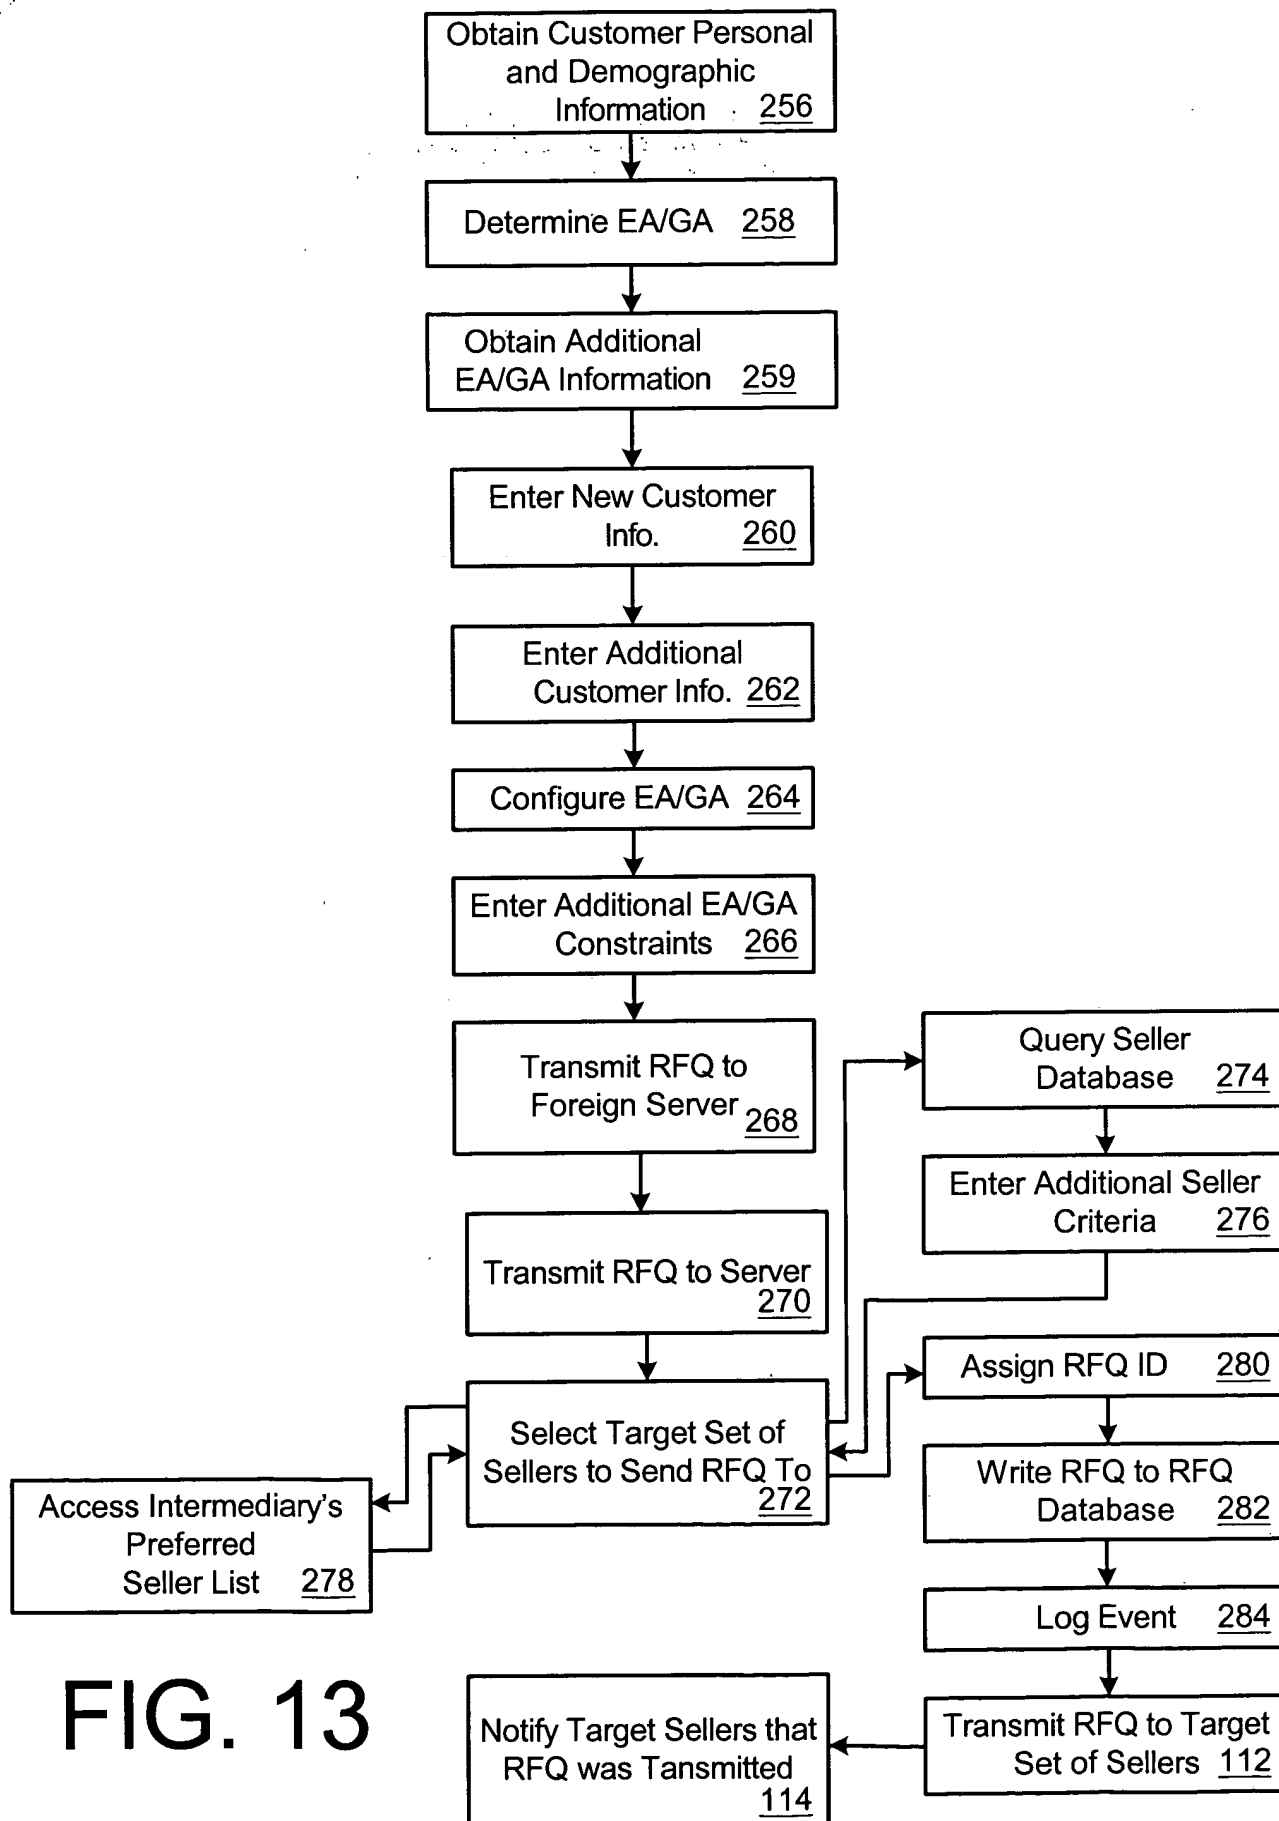 Obtain Customer Personal
and Demographic
Information 256
Determine EA/GA 258
Obtain Additional
EA/GA Information 259
Enter New Customer
Info. 260
Enter Additional
Customer Info. 262
Configure EA/GA 264
Enter Additional EA/GA
Constraints 266
Transmit RFQ to
Foreign Server 268
Transmit RFQ to Server
270
Select Target Set of
Sellers to Send RFQ To
272
Query Seller
Database 274
Enter Additional Seller
Criteria 276
Access Intermediary's
Preferred
Seller List 278
Assign RFQ ID 280
Write RFQ to RFQ
Database 282
Log Event 284
Transmit RFQ to Target
Set of Sellers 112
Notify Target Sellers that
RFQ was Tansmitted
114
FIG. 13